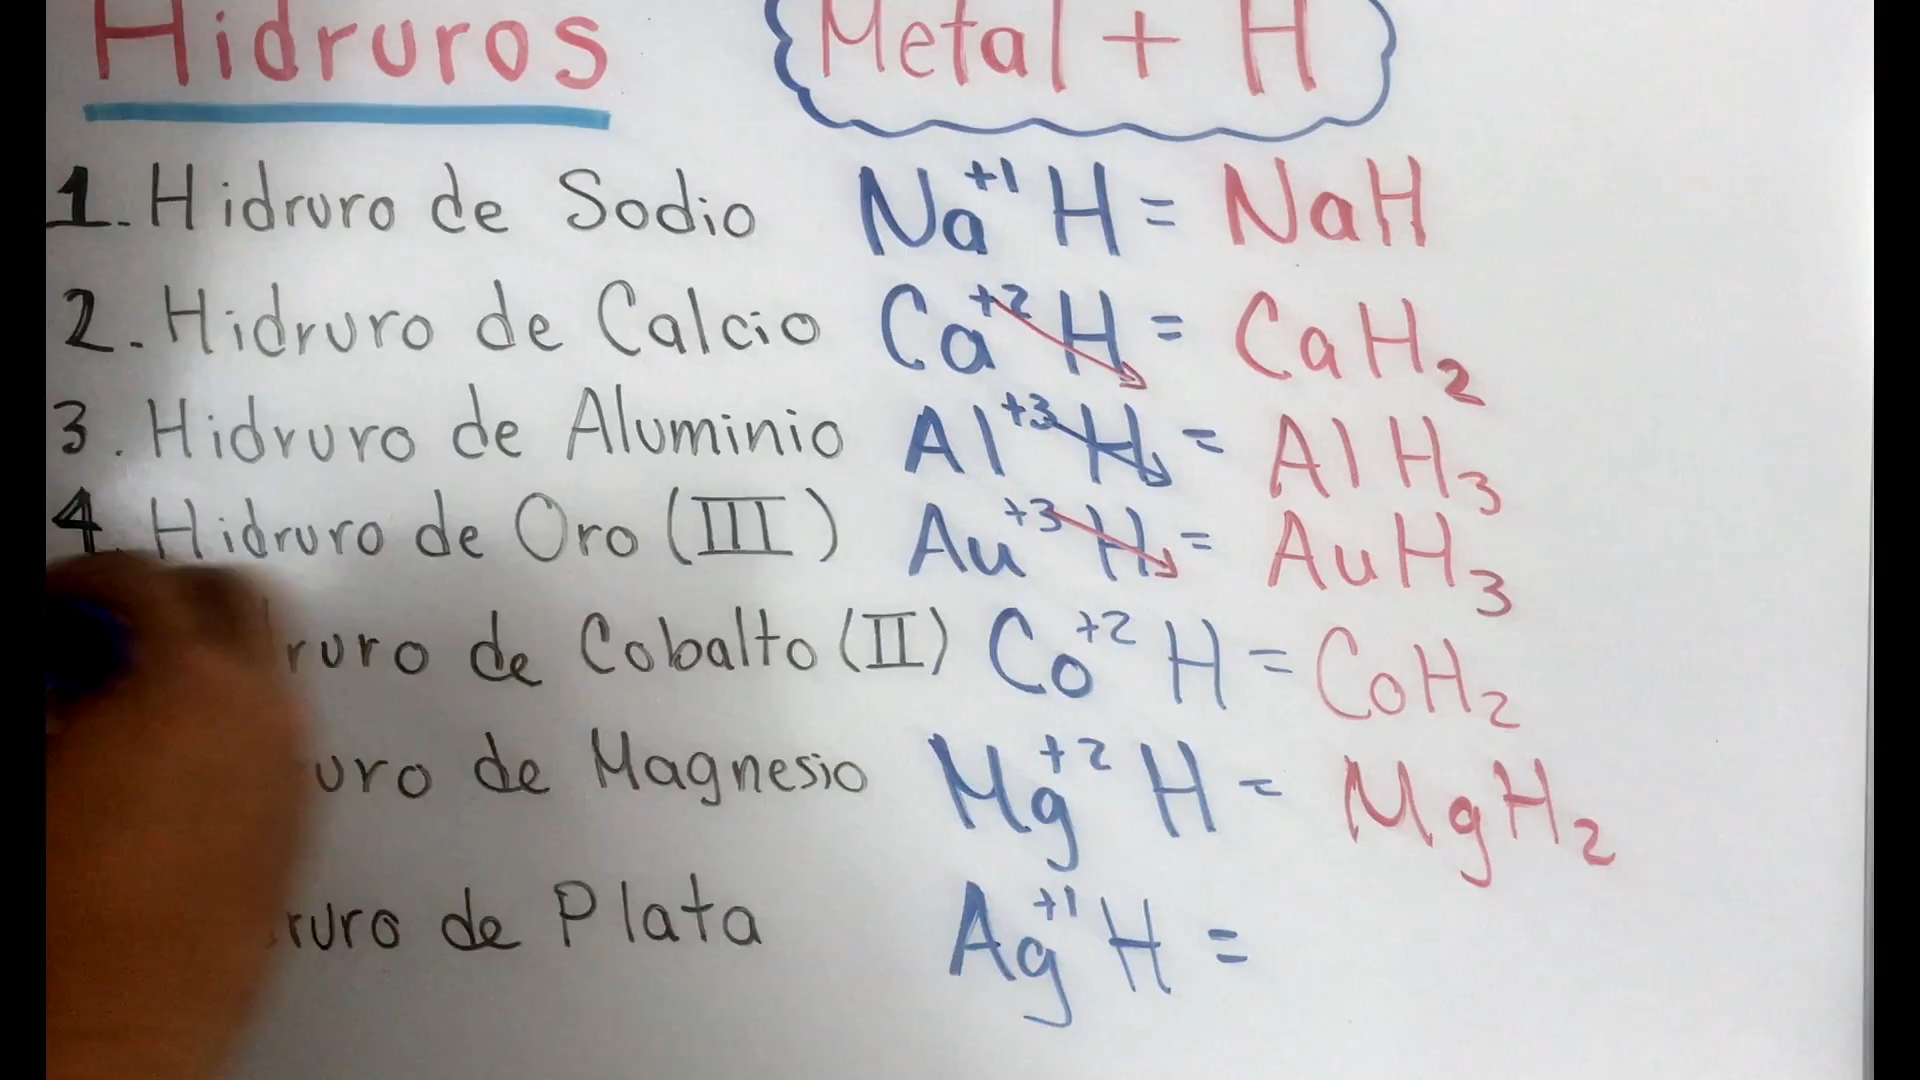 Hidruros Metal + H
1. Hidruro de Sodio Na⁺¹ H = NaH
2. Hidruro de Calcio Ca⁺² H = CaH₂
3. Hidruro de Aluminio Al⁺³ H = AlH₃
4. Hidruro de Oro (III) Au⁺³ H = AuH₃
ruro de Cobalto (II) Co⁺² H = CoH₂
uro de Magnesio Mg⁺² H = MgH₂
ruro de Plata Ag⁺¹ H =